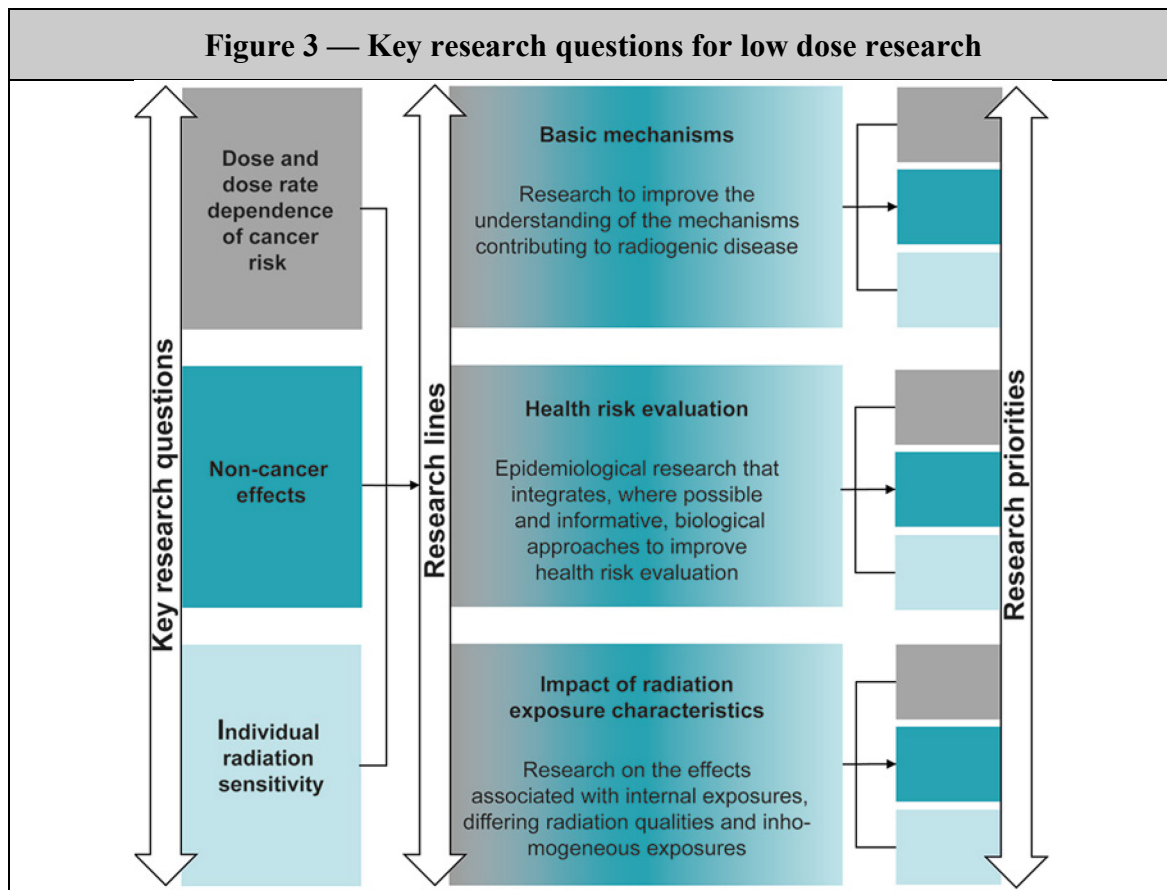 Figure 3 — Key research questions for low dose research
Key research questions
Dose and
dose rate
dependence
of cancer
risk
Non-cancer
effects
Individual
radiation
sensitivity
Research lines
Basic mechanisms
Research to improve the
understanding of the mechanisms
contributing to radiogenic disease
Health risk evaluation
Epidemiological research that
integrates, where possible
and informative, biological
approaches to improve
health risk evaluation
Impact of radiation
exposure characteristics
Research on the effects
associated with internal exposures,
differing radiation qualities and inho-
mogeneous exposures
Research priorities